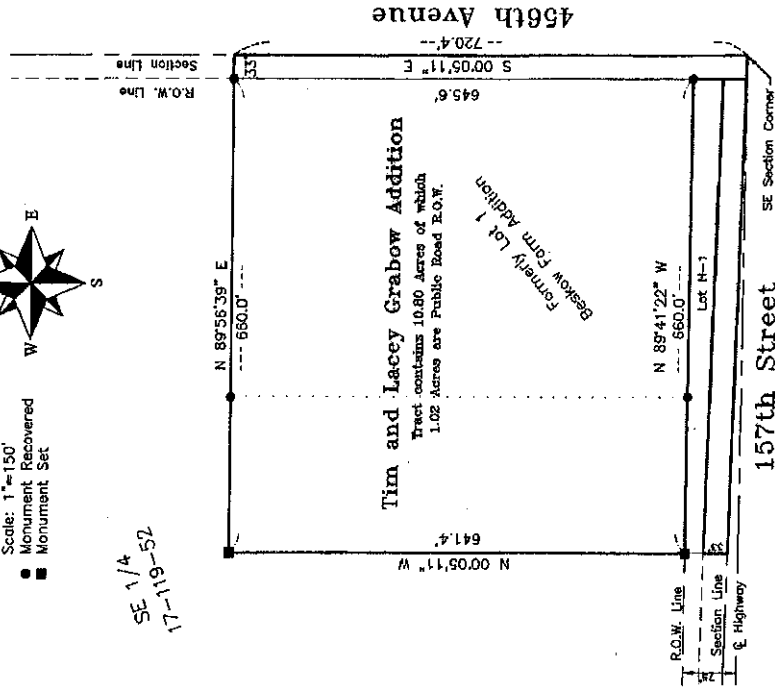 Scale: 1"=150'
● Monument Recovered
■ Monument Set
W
E
S
SE 1/4
17-119-52
R.O.W. Line
Section Line
33'
N 89°56'39" E
--- 660.0' ---
Tim and Lacey Grabow Addition
Tract contains 10.80 Acres of which
1.02 Acres are Public Road R.O.W.
Formerly Lot 1
Beskow Farm Addition
N 00°05'11" W
641.4'
645.6'
S 00°05'11" E
-- 720.4' --
456th Avenue
N 89°41'22" W
--- 660.0' ---
Lot H-1
R.O.W. Line
33'
Section Line
℄ Highway
157th Street
SE Section Corner